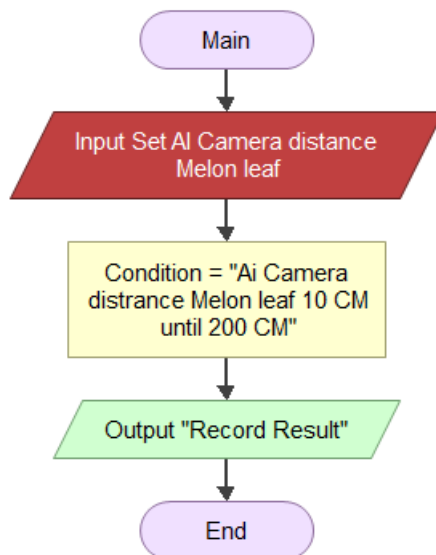 Main
Input Set AI Camera distance
Melon leaf
Condition = "Ai Camera
distrance Melon leaf 10 CM
until 200 CM"
Output "Record Result"
End